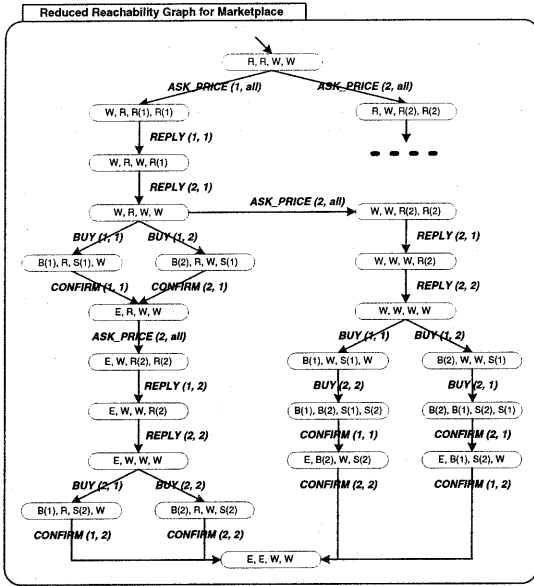 Reduced Reachability Graph for Marketplace
R, R, W, W
ASK_PRICE (1, all)
ASK_PRICE (2, all)
W, R, R(1), R(1)
R, W, R(2), R(2)
REPLY (1, 1)
W, R, W, R(1)
REPLY (2, 1)
ASK_PRICE (2, all)
W, R, W, W
W, W, R(2), R(2)
BUY (1, 1)
BUY (1, 2)
REPLY (2, 1)
B(1), R, S(1), W
B(2), R, W, S(1)
W, W, W, R(2)
CONFIRM (1, 1)
CONFIRM (2, 1)
REPLY (2, 2)
E, R, W, W
W, W, W, W
ASK_PRICE (2, all)
BUY (1, 1)
BUY (1, 2)
E, W, R(2), R(2)
B(1), W, S(1), W
B(2), W, W, S(1)
REPLY (1, 2)
BUY (2, 2)
BUY (2, 1)
E, W, W, R(2)
B(1), B(2), S(1), S(2)
B(2), B(1), S(2), S(1)
REPLY (2, 2)
CONFIRM (1, 1)
CONFIRM (2, 1)
E, W, W, W
E, B(2), W, S(2)
E, B(1), S(2), W
BUY (2, 1)
BUY (2, 2)
CONFIRM (2, 2)
CONFIRM (1, 2)
B(1), R, S(2), W
B(2), R, W, S(2)
CONFIRM (1, 2)
CONFIRM (2, 2)
E, E, W, W